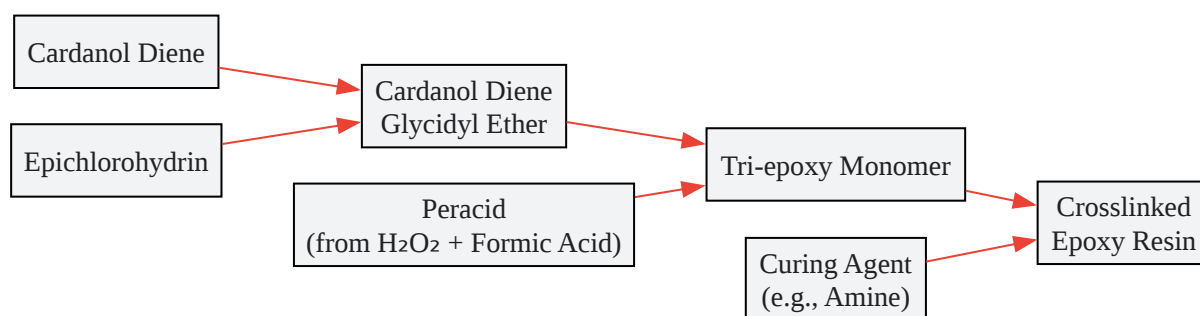 Cardanol Diene
Epichlorohydrin
Cardanol Diene
Glycidyl Ether
Peracid
(from H₂O₂ + Formic Acid)
Tri-epoxy Monomer
Curing Agent
(e.g., Amine)
Crosslinked
Epoxy Resin